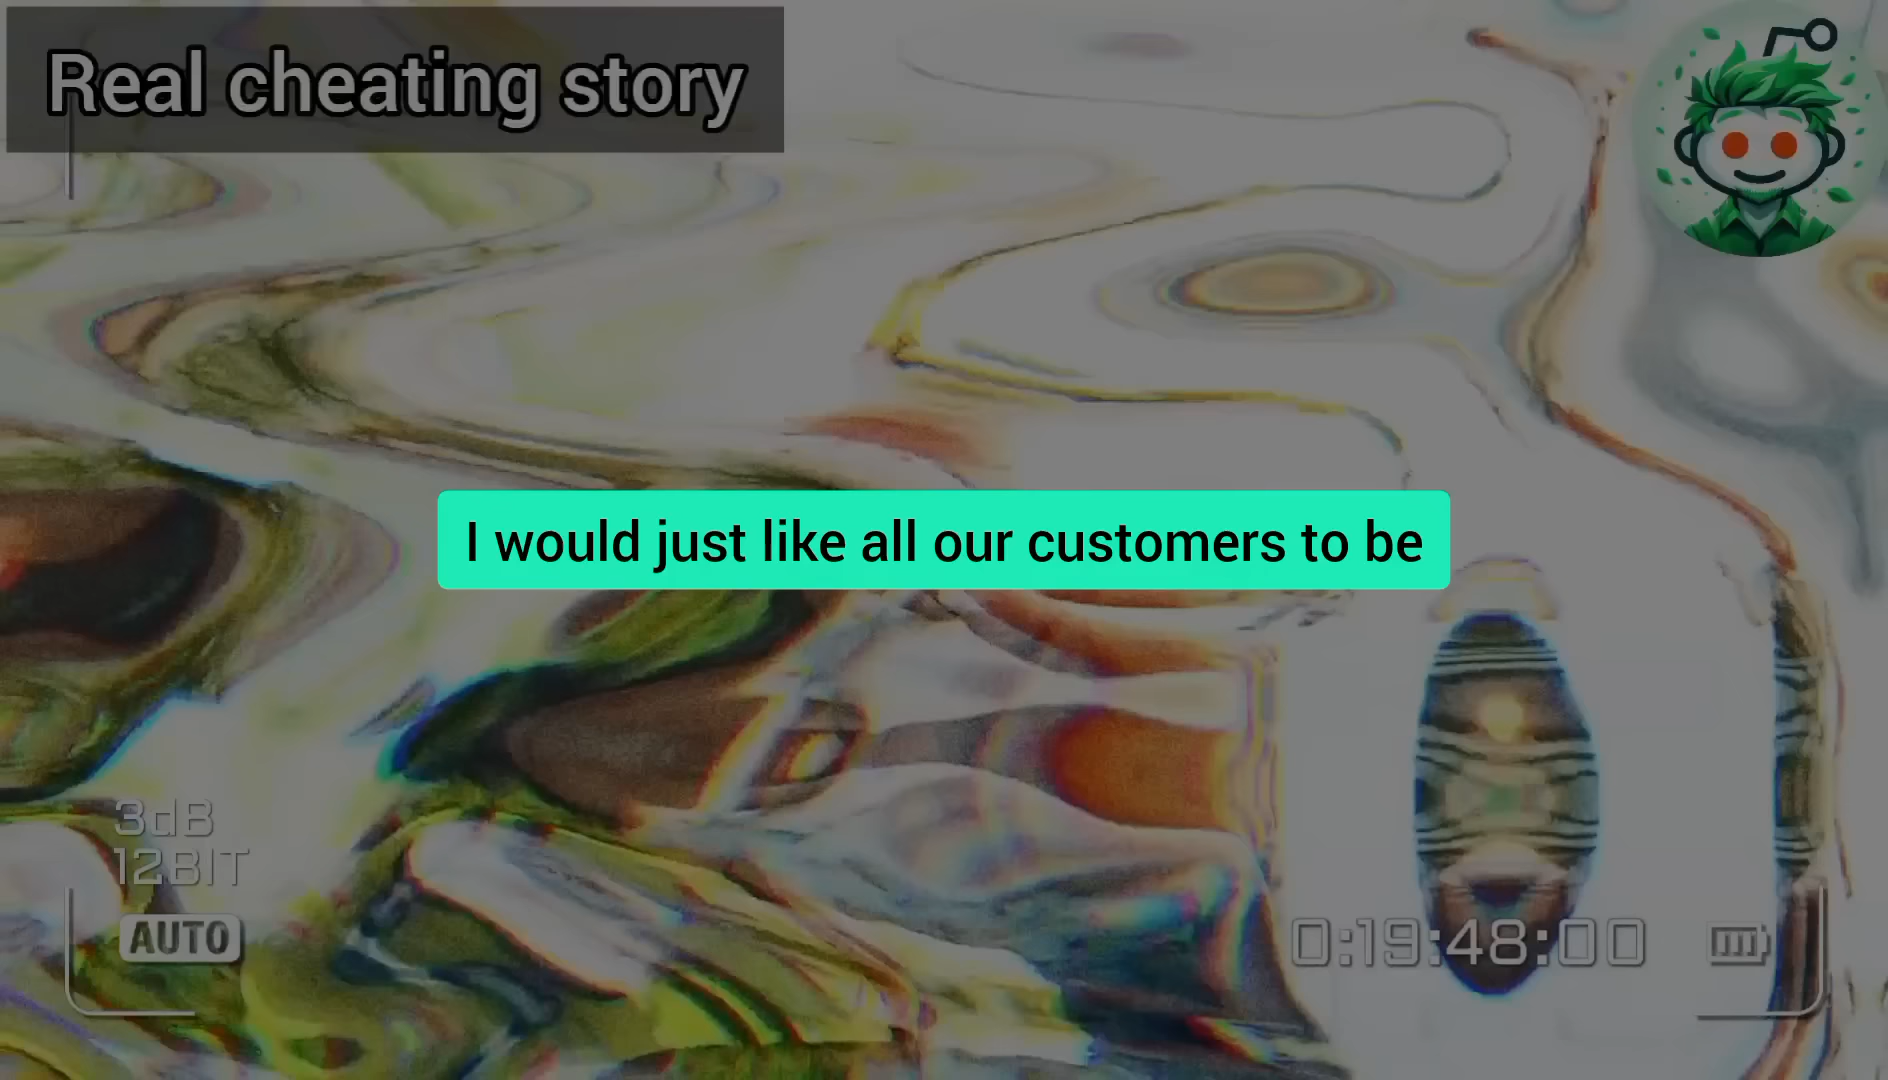 Real cheating story
I would just like all our customers to be
3dB
12BIT
AUTO
0:19:48:00